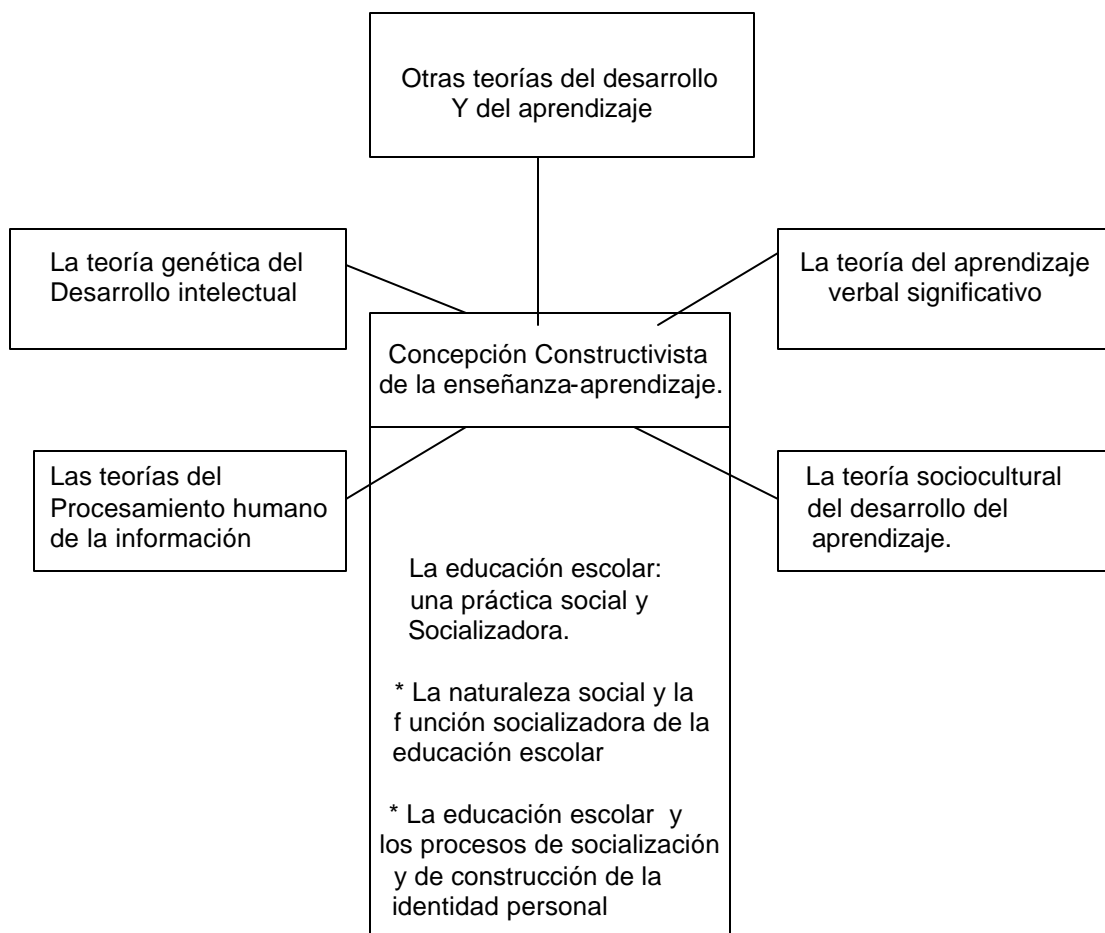 Otras teorías del desarrollo
Y del aprendizaje
La teoría genética del
Desarrollo intelectual
La teoría del aprendizaje
verbal significativo
Concepción Constructivista
de la enseñanza-aprendizaje.
Las teorías del
Procesamiento humano
de la información
La teoría sociocultural
del desarrollo del
aprendizaje.
La educación escolar:
una práctica social y
Socializadora.
* La naturaleza social y la
f unción socializadora de la
educación escolar
* La educación escolar y
los procesos de socialización
y de construcción de la
identidad personal